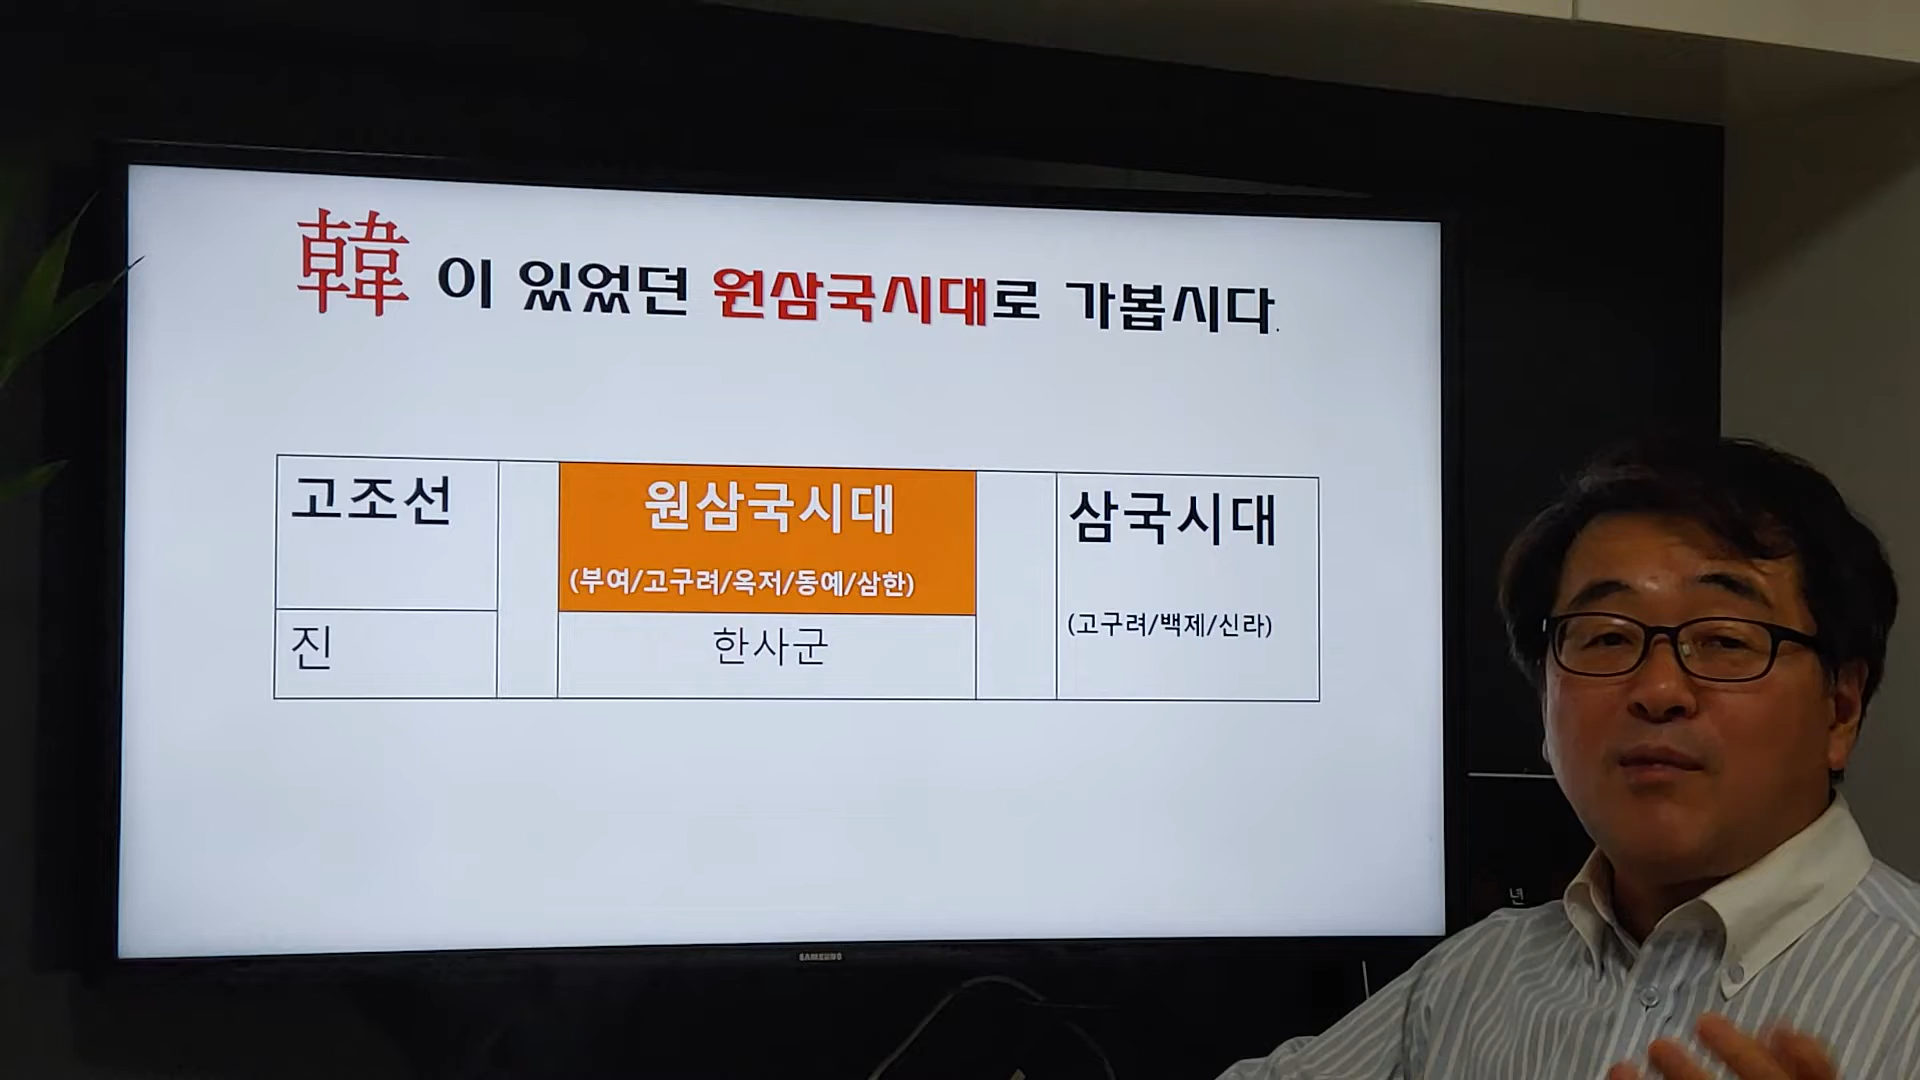 韓 이 있었던 원삼국시대로 가봅시다.
고조선
원삼국시대
(부여/고구려/옥저/동예/삼한)
삼국시대
(고구려/백제/신라)
진
한사군
SAMSUNG
년